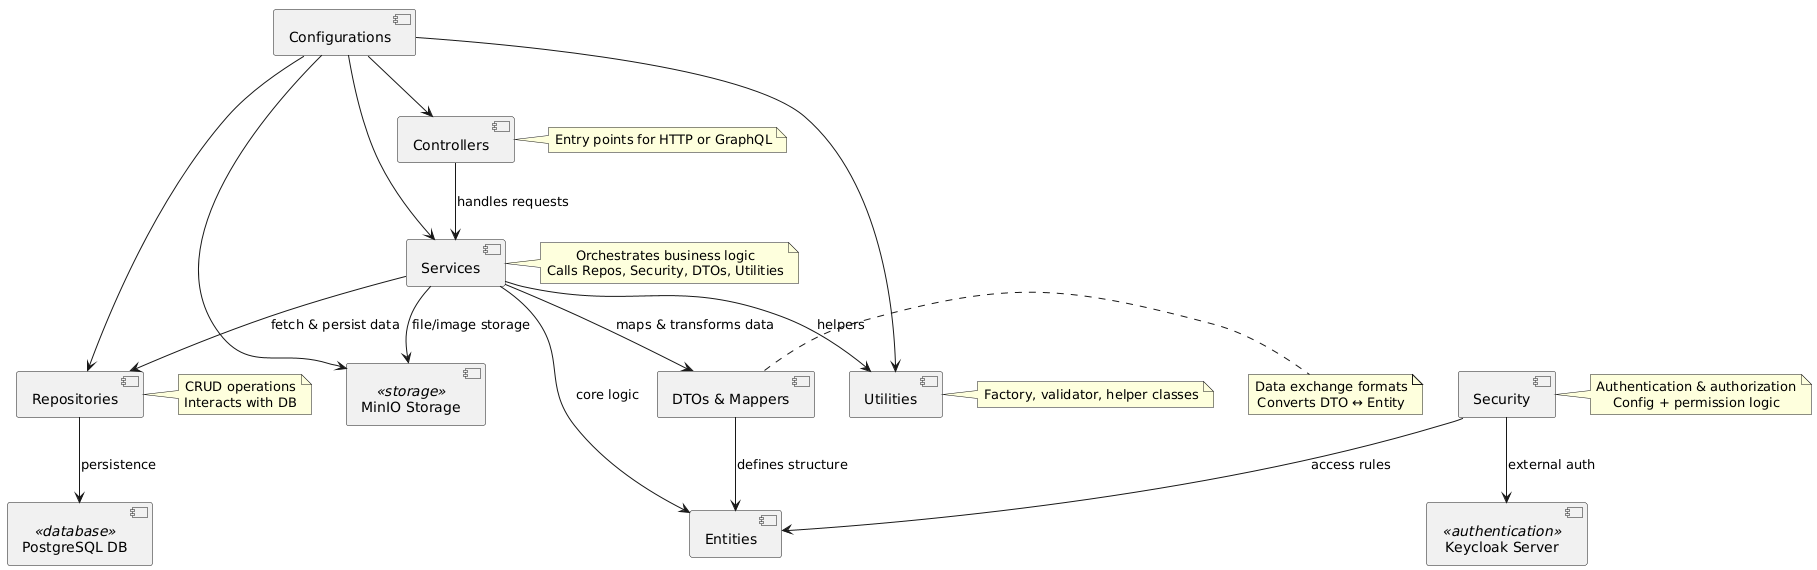 Configurations
Controllers
Entry points for HTTP or GraphQL
handles requests
Services
Orchestrates business logic
Calls Repos, Security, DTOs, Utilities
fetch & persist data
file/image storage
maps & transforms data
helpers
Repositories
CRUD operations
Interacts with DB
«storage»
MinIO Storage
core logic
DTOs & Mappers
Utilities
Factory, validator, helper classes
Data exchange formats
Converts DTO ↔ Entity
Security
Authentication & authorization
Config + permission logic
persistence
defines structure
access rules
external auth
«database»
PostgreSQL DB
Entities
«authentication»
Keycloak Server